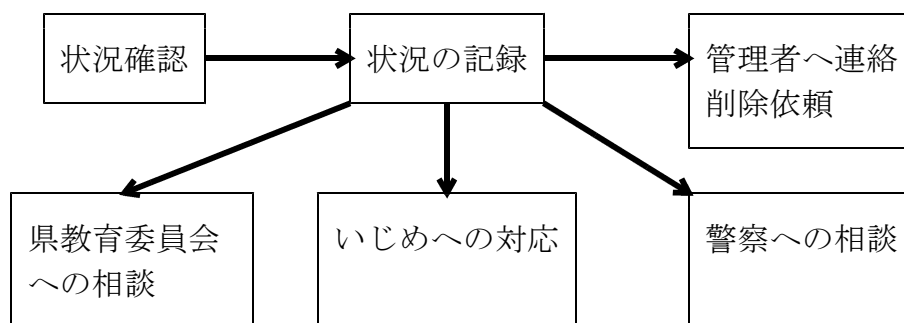 状況確認
状況の記録
管理者へ連絡
削除依頼
県教育委員会
への相談
いじめへの対応
警察への相談